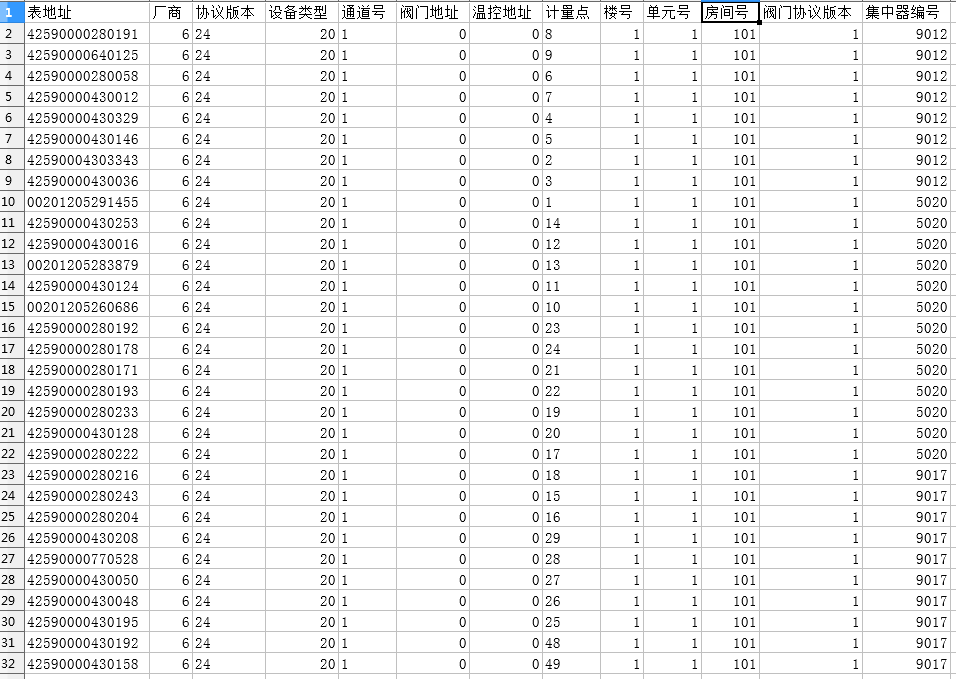 1 表地址 厂商 协议版本 设备类型 通道号 阀门地址 温控地址 计量点 楼号 单元号 房间号 阀门协议版本 集中器编号
2 42590000280191 6 24 20 1 0 0 8 1 1 101 1 9012
3 42590000640125 6 24 20 1 0 0 9 1 1 101 1 9012
4 42590000280058 6 24 20 1 0 0 6 1 1 101 1 9012
5 42590000430012 6 24 20 1 0 0 7 1 1 101 1 9012
6 42590000430329 6 24 20 1 0 0 4 1 1 101 1 9012
7 42590000430146 6 24 20 1 0 0 5 1 1 101 1 9012
8 42590004303343 6 24 20 1 0 0 2 1 1 101 1 9012
9 42590000430036 6 24 20 1 0 0 3 1 1 101 1 9012
10 00201205291455 6 24 20 1 0 0 1 1 1 101 1 5020
11 42590000430253 6 24 20 1 0 0 14 1 1 101 1 5020
12 42590000430016 6 24 20 1 0 0 12 1 1 101 1 5020
13 00201205283879 6 24 20 1 0 0 13 1 1 101 1 5020
14 42590000430124 6 24 20 1 0 0 11 1 1 101 1 5020
15 00201205260686 6 24 20 1 0 0 10 1 1 101 1 5020
16 42590000280192 6 24 20 1 0 0 23 1 1 101 1 5020
17 42590000280178 6 24 20 1 0 0 24 1 1 101 1 5020
18 42590000280171 6 24 20 1 0 0 21 1 1 101 1 5020
19 42590000280193 6 24 20 1 0 0 22 1 1 101 1 5020
20 42590000280233 6 24 20 1 0 0 19 1 1 101 1 5020
21 42590000430128 6 24 20 1 0 0 20 1 1 101 1 5020
22 42590000280222 6 24 20 1 0 0 17 1 1 101 1 5020
23 42590000280216 6 24 20 1 0 0 18 1 1 101 1 9017
24 42590000280243 6 24 20 1 0 0 15 1 1 101 1 9017
25 42590000280204 6 24 20 1 0 0 16 1 1 101 1 9017
26 42590000430208 6 24 20 1 0 0 29 1 1 101 1 9017
27 42590000770528 6 24 20 1 0 0 28 1 1 101 1 9017
28 42590000430050 6 24 20 1 0 0 27 1 1 101 1 9017
29 42590000430048 6 24 20 1 0 0 26 1 1 101 1 9017
30 42590000430195 6 24 20 1 0 0 25 1 1 101 1 9017
31 42590000430192 6 24 20 1 0 0 48 1 1 101 1 9017
32 42590000430158 6 24 20 1 0 0 49 1 1 101 1 9017